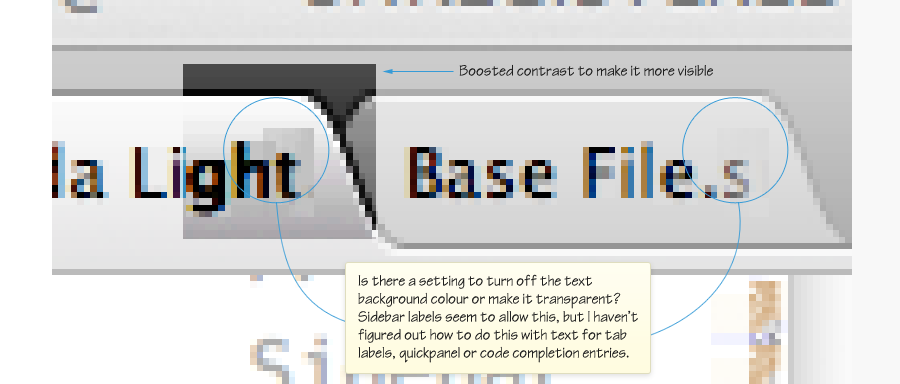 Boosted contrast to make it more visible
la Light
Base File.s
Is there a setting to turn off the text
background colour or make it transparent?
Sidebar labels seem to allow this, but I haven't
figured out how to do this with text for tab
labels, quickpanel or code completion entries.